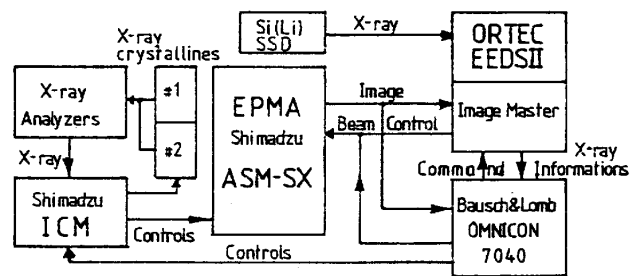 X-ray
crystallines
Si(Li)
SSD
X-ray
ORTEC
EEDSII
X-ray
Analyzers
#1
#2
EPMA
Shimadzu
ASM-SX
Image
Beam Control
Image Master
X-ray
Shimadzu
ICM
Controls
Command
X-ray
Informations
Bausch&Lomb
OMNICON
7040
Controls